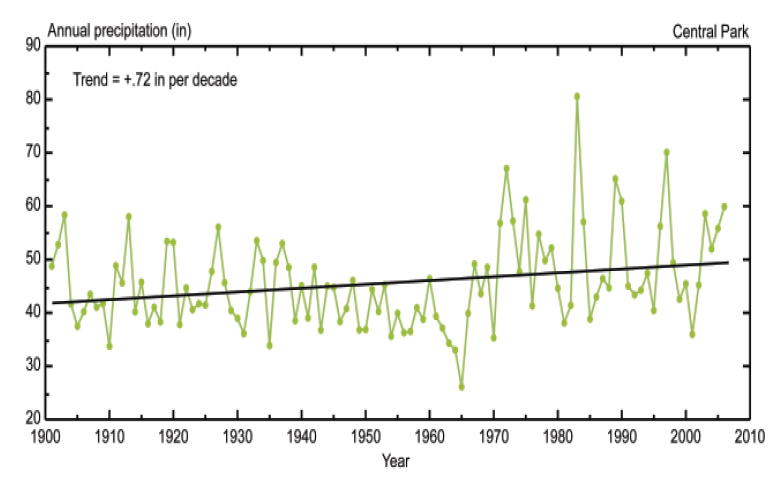 Annual precipitation (in)
Central Park
90
Trend = +.72 in per decade
80
70
60
50
40
30
20
1900 1910 1920 1930 1940 1950 1960 1970 1980 1990 2000 2010
Year